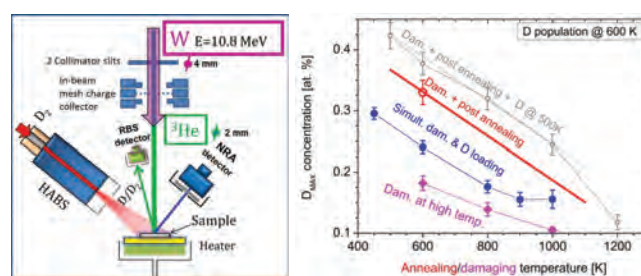 W E=10.8 MeV
2 Collimator slits
4 mm
in-beam
mesh charge
collector
³He
2 mm
RBS
detector
NRA
detector
D₂
HABS
D/D₂
Sample
Heater
D population @ 600 K
Dam. + post annealing + D @ 500K
Dam. + post annealing
Simult. dam. & D loading
Dam. at high temp.
D_MAX concentration [at. %]
0.4
0.3
0.2
0.1
400 600 800 1000 1200
Annealing/damaging temperature [K]